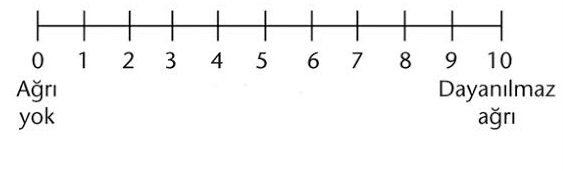 0 1 2 3 4 5 6 7 8 9 10
Ağrı Dayanılmaz
yok ağrı